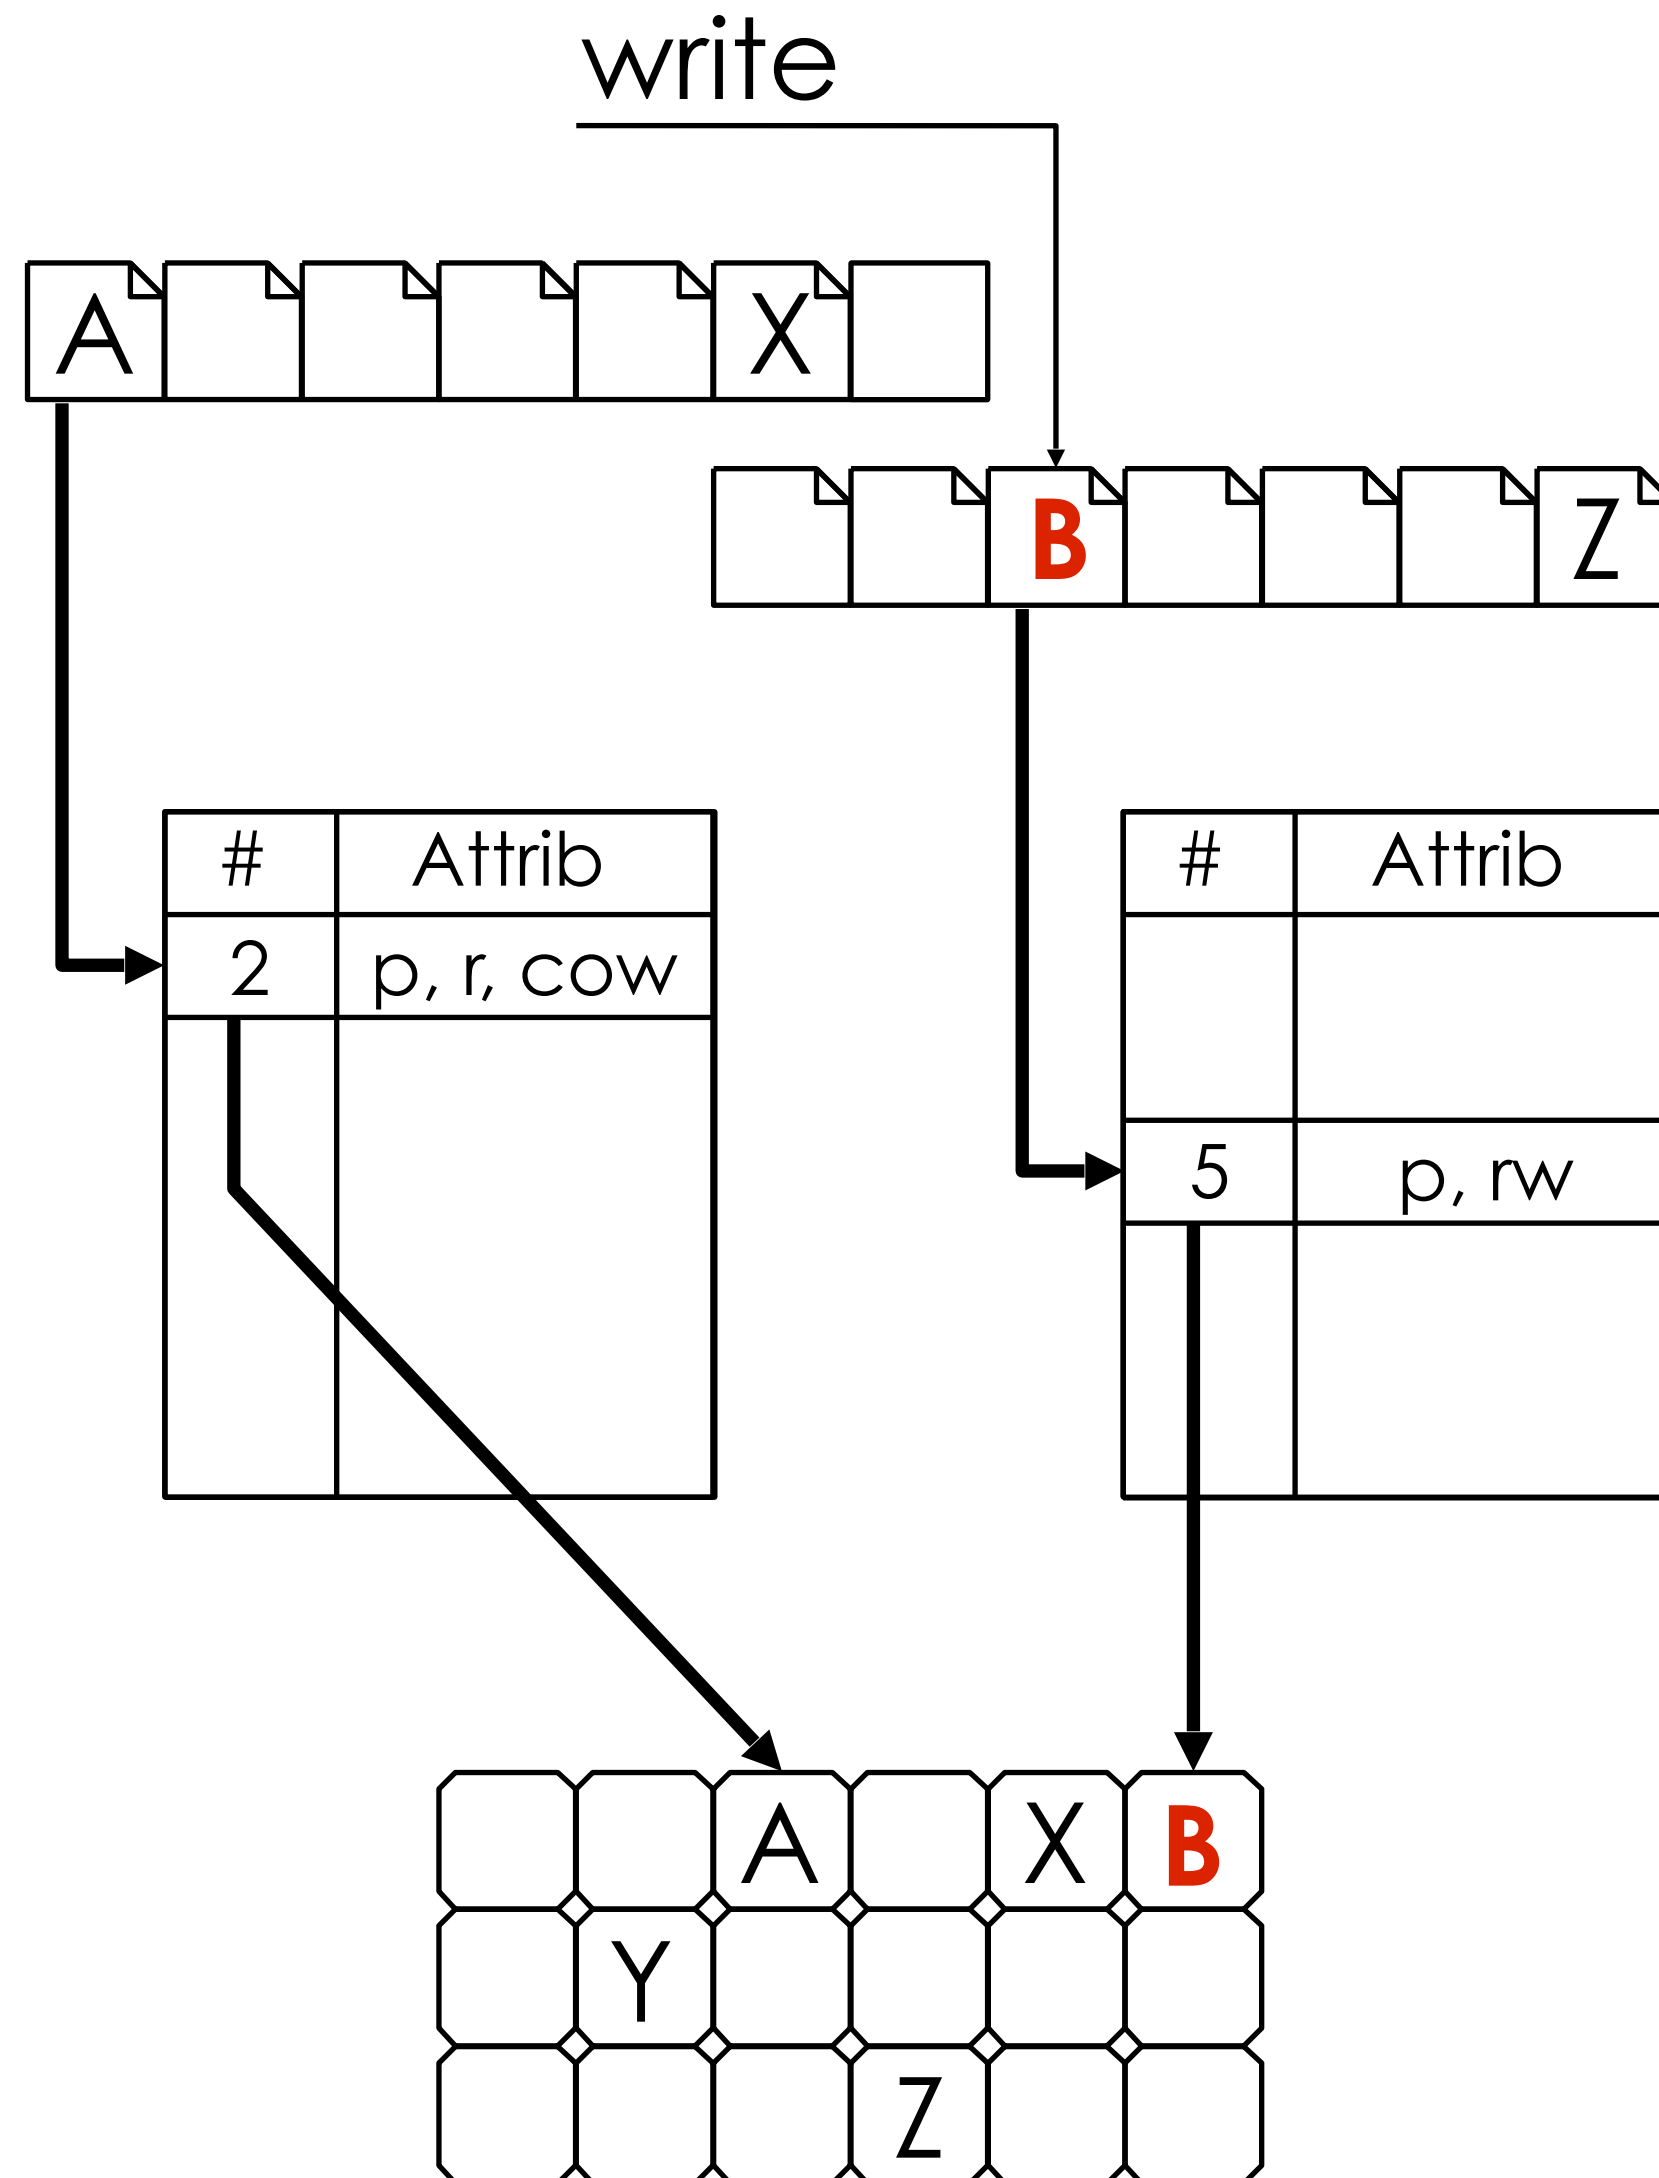 write
A X
B Z
# Attrib
2 p, r, cow
# Attrib
5 p, rw
A X B
Y
Z